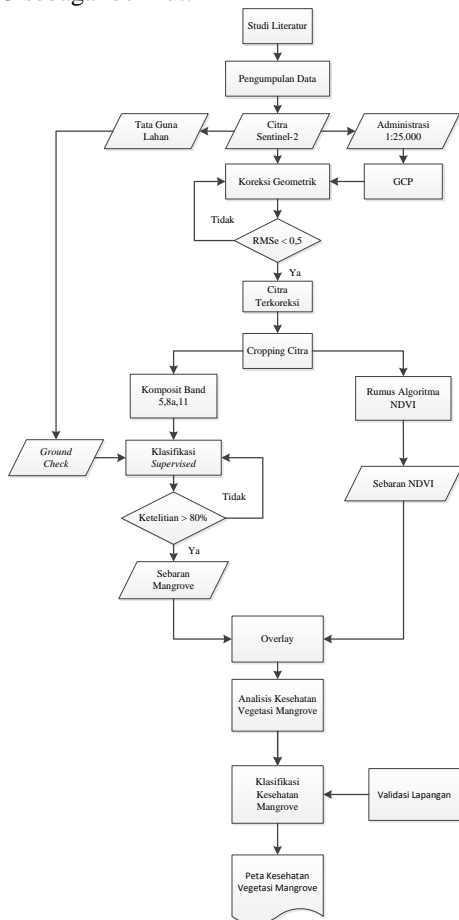 Studi Literatur
Pengumpulan Data
Tata Guna
Lahan
Citra
Sentinel-2
Administrasi
1:25.000
Koreksi Geometrik
GCP
Tidak
RMSe < 0,5
Ya
Citra
Terkoreksi
Cropping Citra
Komposit Band
5,8a,11
Rumus Algoritma
NDVI
Ground
Check
Klasifikasi
Supervised
Sebaran NDVI
Tidak
Ketelitian > 80%
Ya
Sebaran
Mangrove
Overlay
Analisis Kesehatan
Vegetasi Mangrove
Klasifikasi
Kesehatan
Mangrove
Validasi Lapangan
Peta Kesehatan
Vegetasi Mangrove